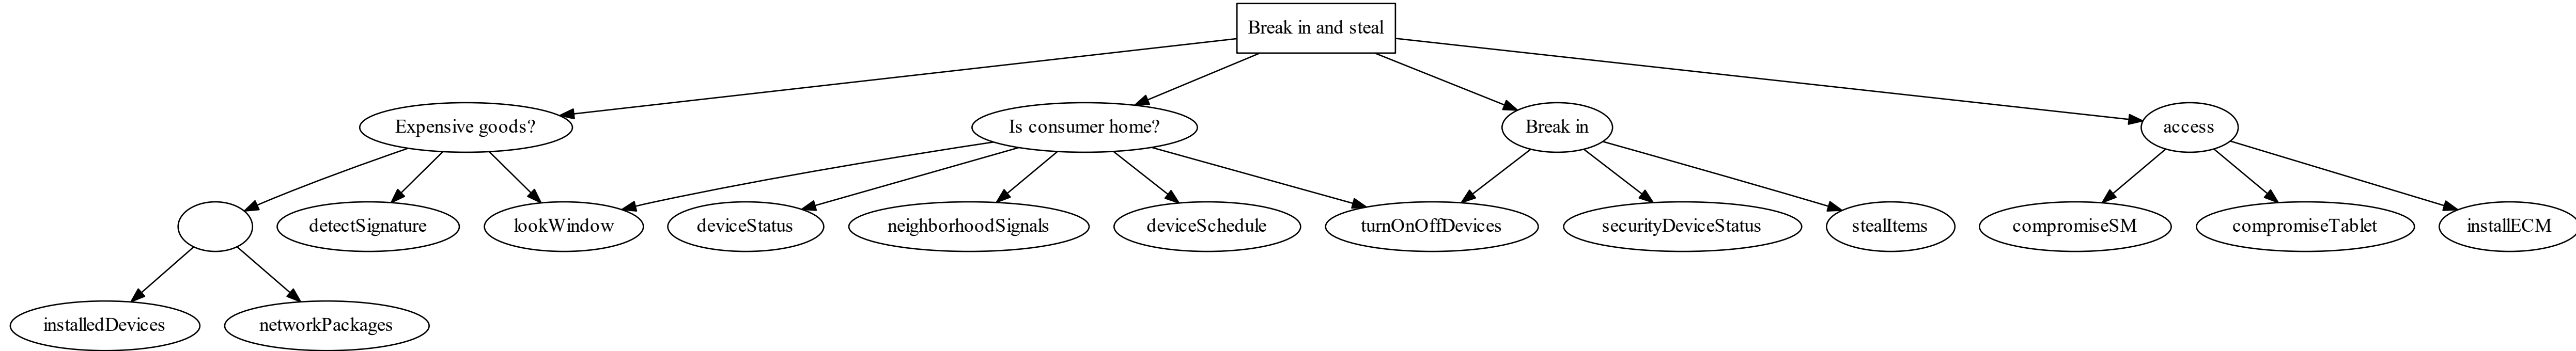 Break in and steal
Expensive goods?
Is consumer home?
Break in
access
detectSignature
lookWindow
deviceStatus
neighborhoodSignals
deviceSchedule
turnOnOffDevices
securityDeviceStatus
stealItems
compromiseSM
compromiseTablet
installECM
installedDevices
networkPackages